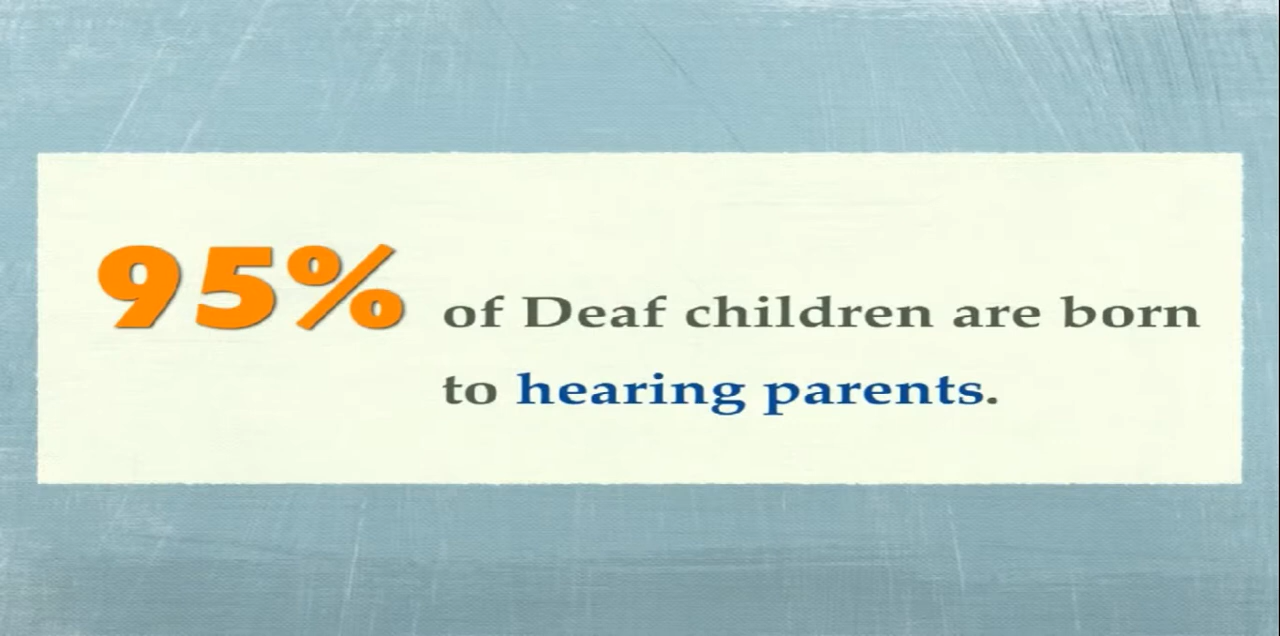 95% of Deaf children are born
to hearing parents.